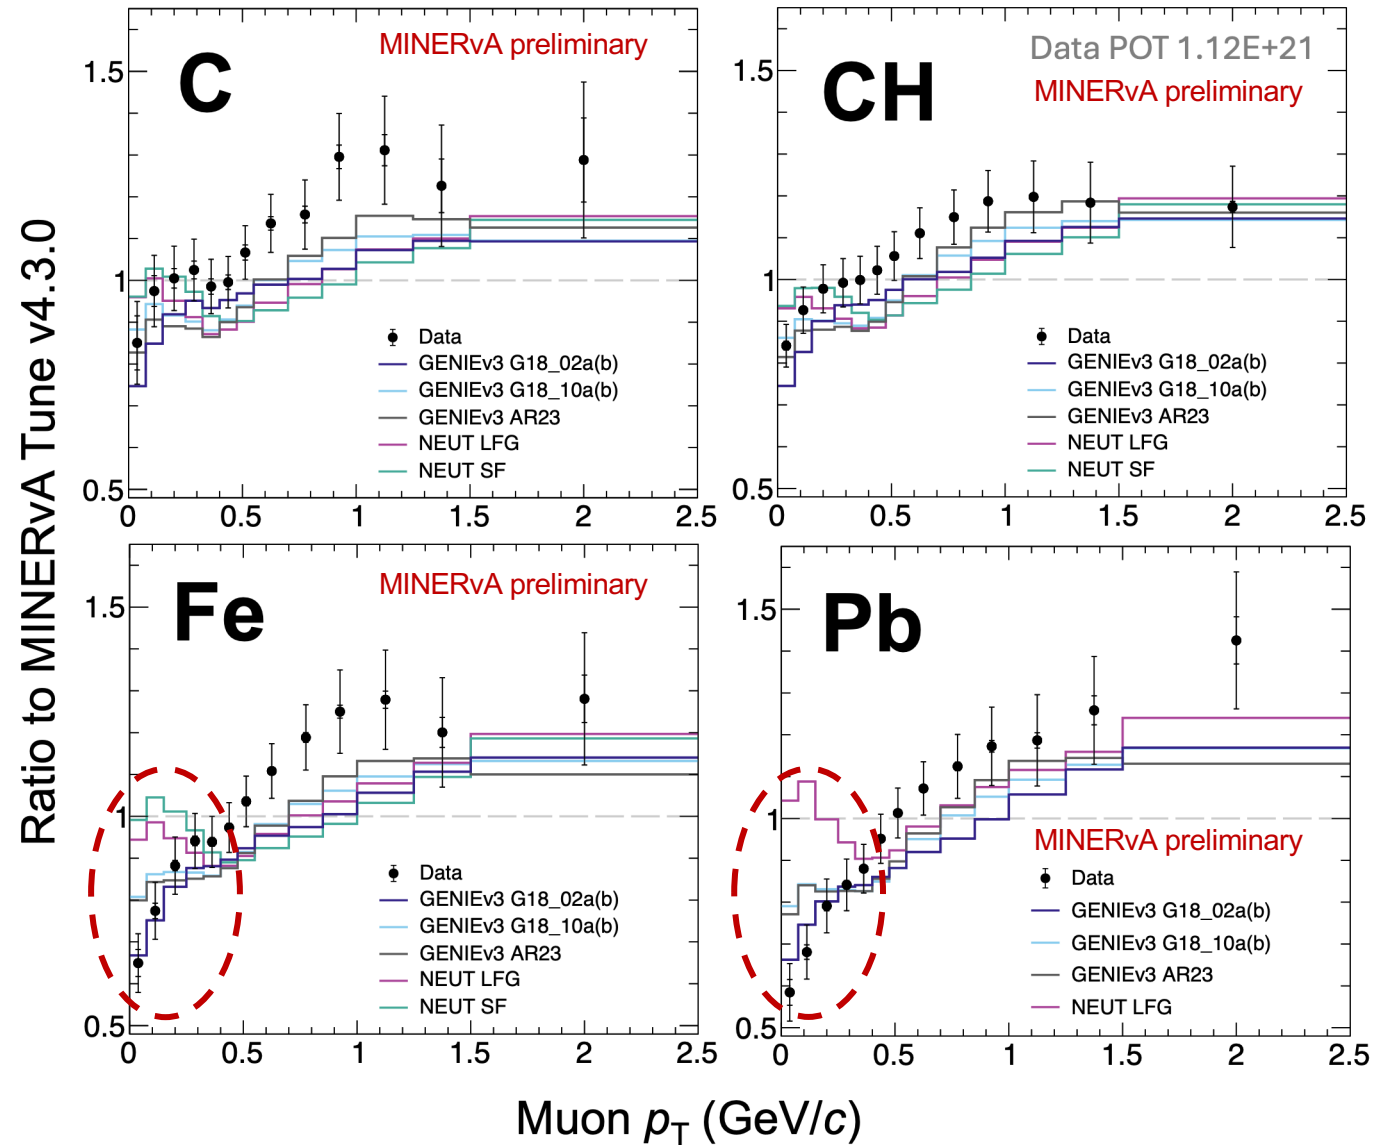 Ratio to MINERvA Tune v4.3.0
C
MINERvA preliminary
1.5
1
0.5
0 0.5 1 1.5 2 2.5
Data
GENIEv3 G18_02a(b)
GENIEv3 G18_10a(b)
GENIEv3 AR23
NEUT LFG
NEUT SF
CH
Data POT 1.12E+21
MINERvA preliminary
1.5
1
0.5
0 0.5 1 1.5 2 2.5
Data
GENIEv3 G18_02a(b)
GENIEv3 G18_10a(b)
GENIEv3 AR23
NEUT LFG
NEUT SF
Fe
MINERvA preliminary
1.5
1
0.5
0 0.5 1 1.5 2 2.5
Data
GENIEv3 G18_02a(b)
GENIEv3 G18_10a(b)
GENIEv3 AR23
NEUT LFG
NEUT SF
Pb
1.5
1
0.5
0 0.5 1 1.5 2 2.5
MINERvA preliminary
Data
GENIEv3 G18_02a(b)
GENIEv3 G18_10a(b)
GENIEv3 AR23
NEUT LFG
Muon pT (GeV/c)